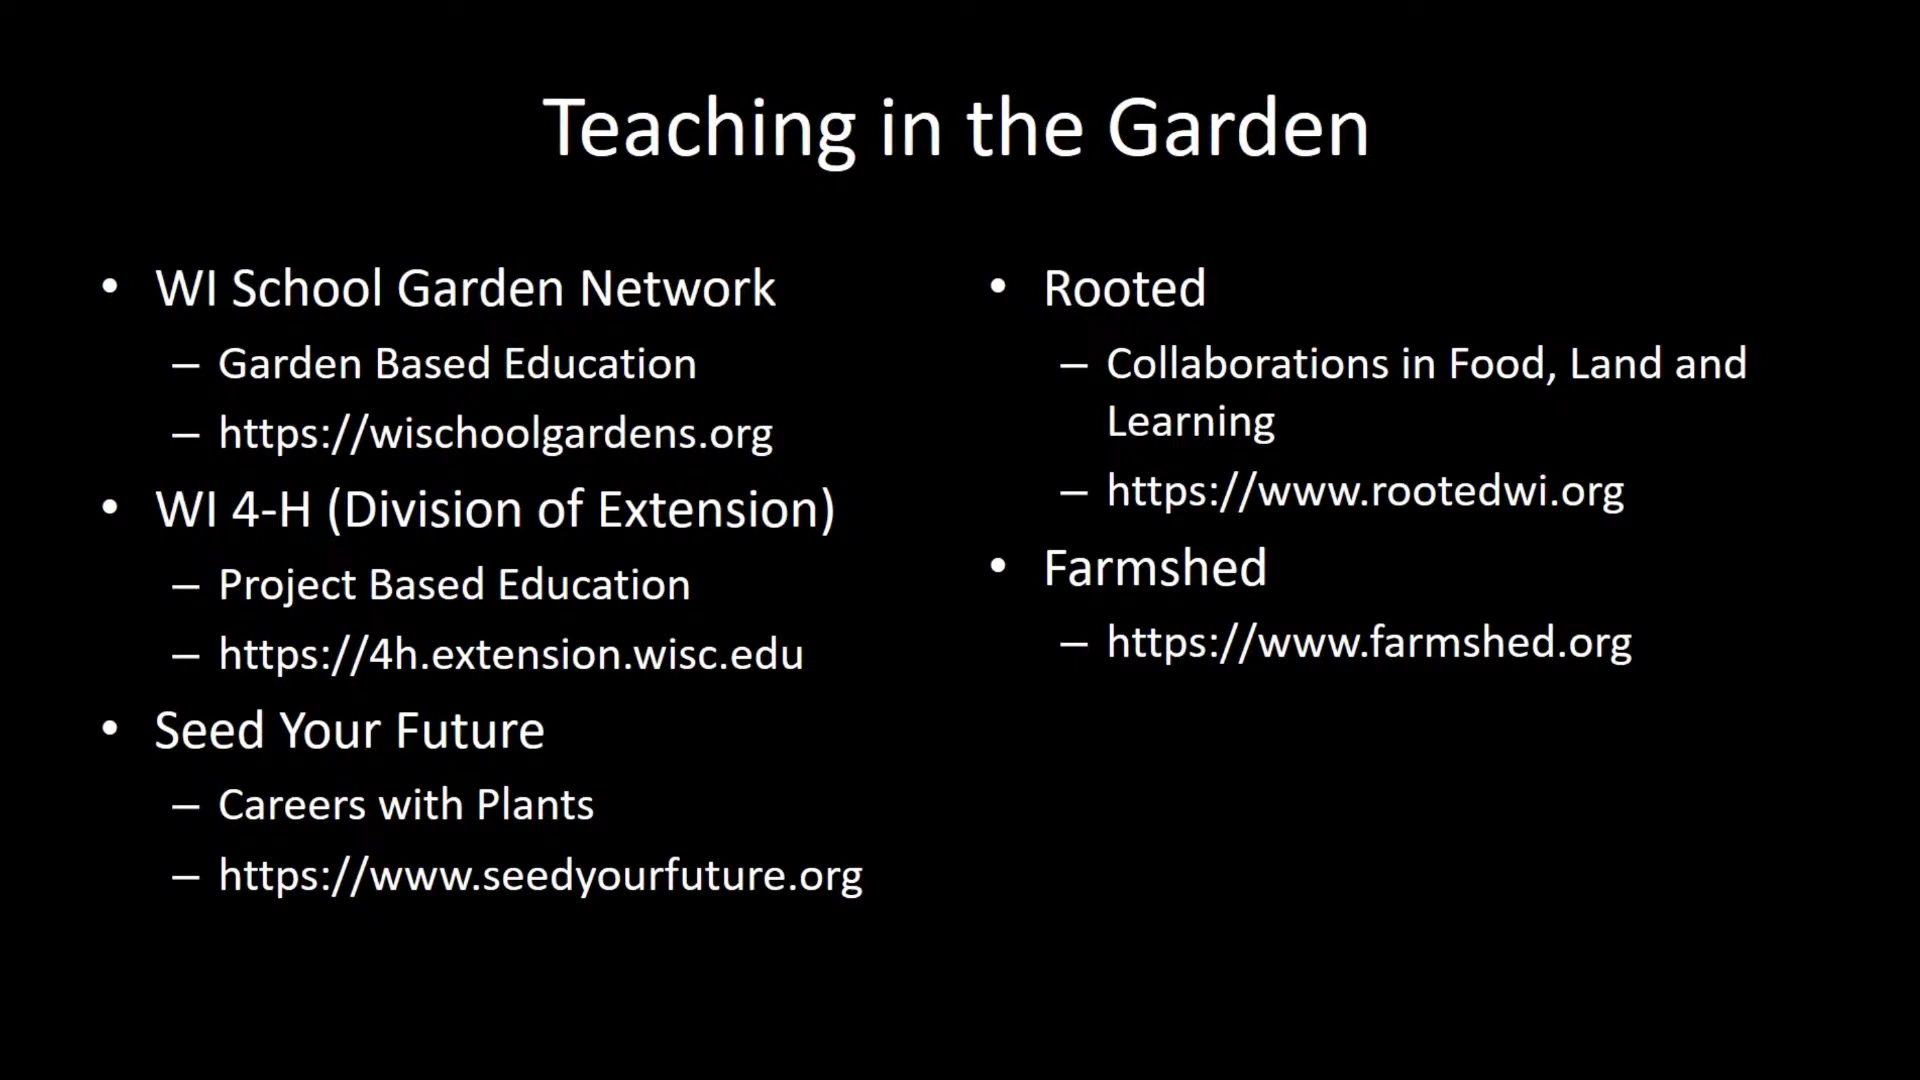 Teaching in the Garden
• WI School Garden Network
– Garden Based Education
– https://wischoolgardens.org
• WI 4-H (Division of Extension)
– Project Based Education
– https://4h.extension.wisc.edu
• Seed Your Future
– Careers with Plants
– https://www.seedyourfuture.org
• Rooted
– Collaborations in Food, Land and
Learning
– https://www.rootedwi.org
• Farmshed
– https://www.farmshed.org